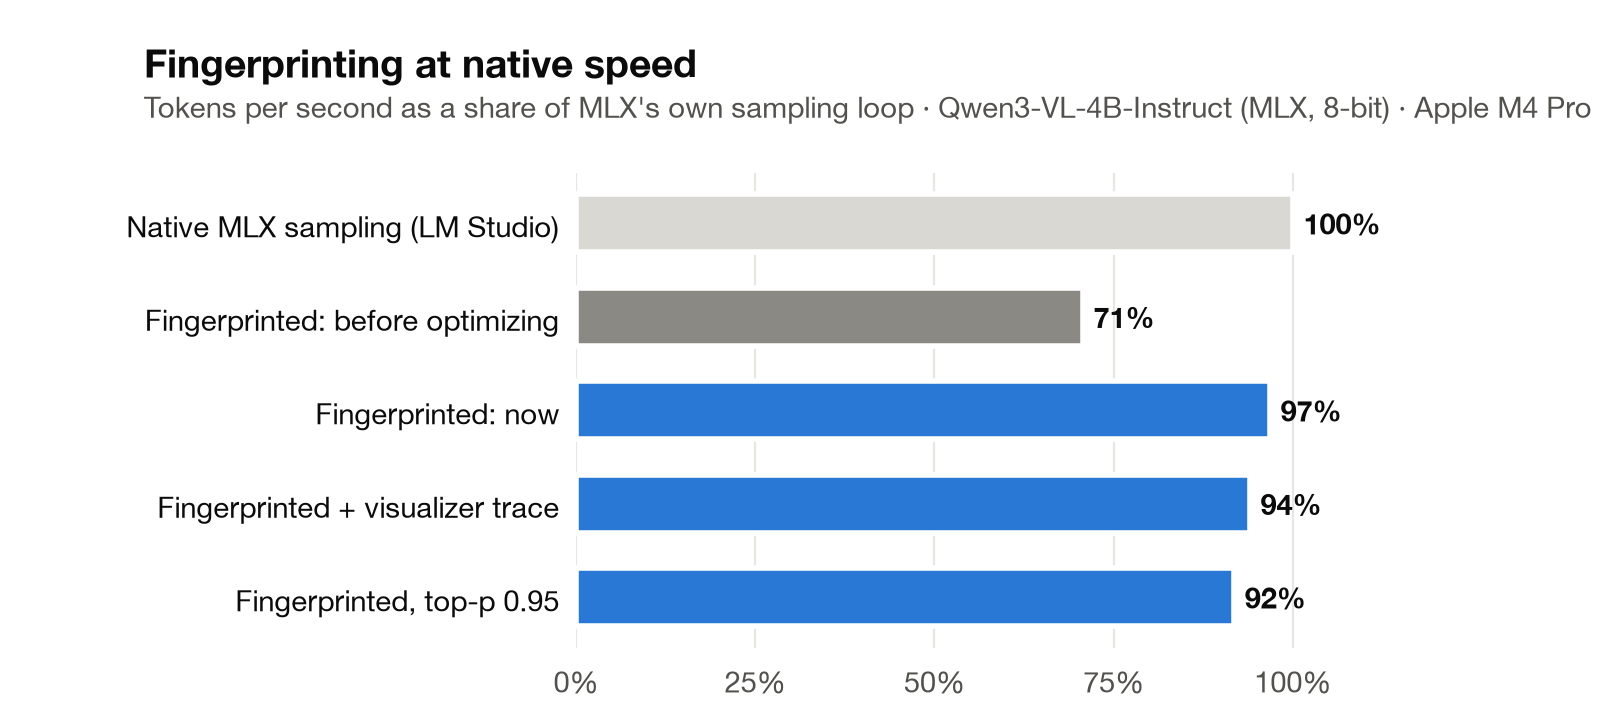 Fingerprinting at native speed
Tokens per second as a share of MLX's own sampling loop · Qwen3-VL-4B-Instruct (MLX, 8-bit) · Apple M4 Pro
Native MLX sampling (LM Studio) 100%
Fingerprinted: before optimizing 71%
Fingerprinted: now 97%
Fingerprinted + visualizer trace 94%
Fingerprinted, top-p 0.95 92%
0% 25% 50% 75% 100%